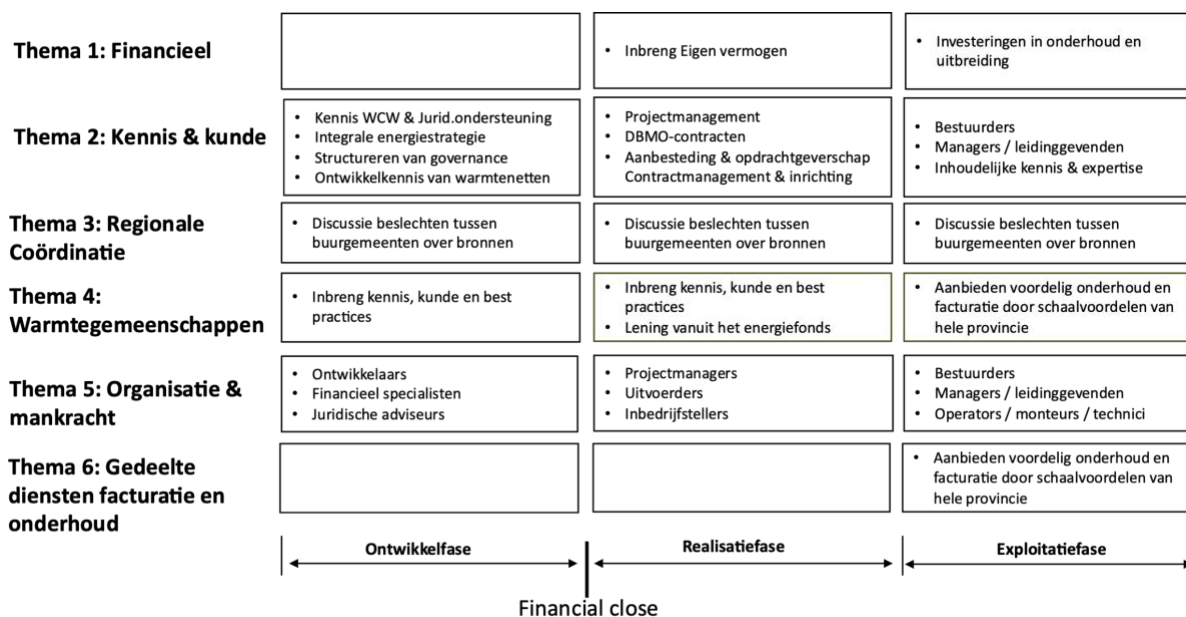 Thema 1: Financieel
• Inbreng Eigen vermogen
• Investeringen in onderhoud en
uitbreiding
Thema 2: Kennis & kunde
• Kennis WCW & Jurid.ondersteuning
• Integrale energiestrategie
• Structureren van governance
• Ontwikkelkennis van warmtenetten
• Projectmanagement
• DBMO-contracten
• Aanbesteding & opdrachtgeverschap
Contractmanagement & inrichting
• Bestuurders
• Managers / leidinggevenden
• Inhoudelijke kennis & expertise
Thema 3: Regionale
Coördinatie
• Discussie beslechten tussen
buurgemeenten over bronnen
• Discussie beslechten tussen
buurgemeenten over bronnen
• Discussie beslechten tussen
buurgemeenten over bronnen
Thema 4:
Warmtegemeenschappen
• Inbreng kennis, kunde en best
practices
• Inbreng kennis, kunde en best
practices
• Lening vanuit het energiefonds
• Aanbieden voordelig onderhoud en
facturatie door schaalvoordelen van
hele provincie
Thema 5: Organisatie &
mankracht
• Ontwikkelaars
• Financieel specialisten
• Juridische adviseurs
• Projectmanagers
• Uitvoerders
• Inbedrijfstellers
• Bestuurders
• Managers / leidinggevenden
• Operators / monteurs / technici
Thema 6: Gedeelte
diensten facturatie en
onderhoud
• Aanbieden voordelig onderhoud en
facturatie door schaalvoordelen van
hele provincie
Ontwikkelfase
Realisatiefase
Exploitatiefase
Financial close